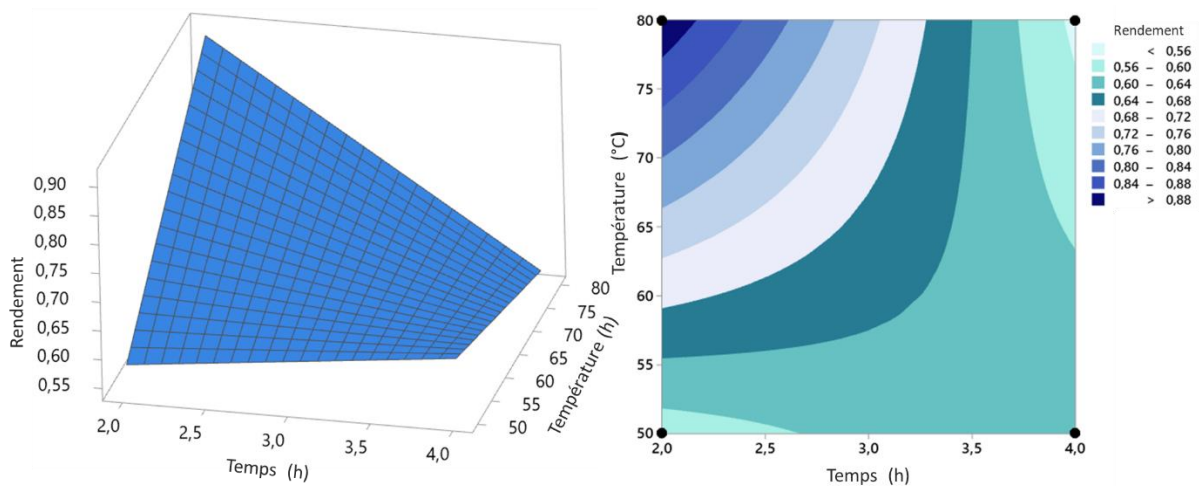 0,90
0,85
0,80
0,75
0,70
0,65
0,60
0,55
Rendement
2,0
2,5
3,0
3,5
4,0
Temps (h)
80
75
70
65
60
55
50
Température (h)
80
75
70
65
60
55
50
Température (°C)
2,0
2,5
3,0
3,5
4,0
Temps (h)
Rendement
< 0,56
0,56 – 0,60
0,60 – 0,64
0,64 – 0,68
0,68 – 0,72
0,72 – 0,76
0,76 – 0,80
0,80 – 0,84
0,84 – 0,88
> 0,88